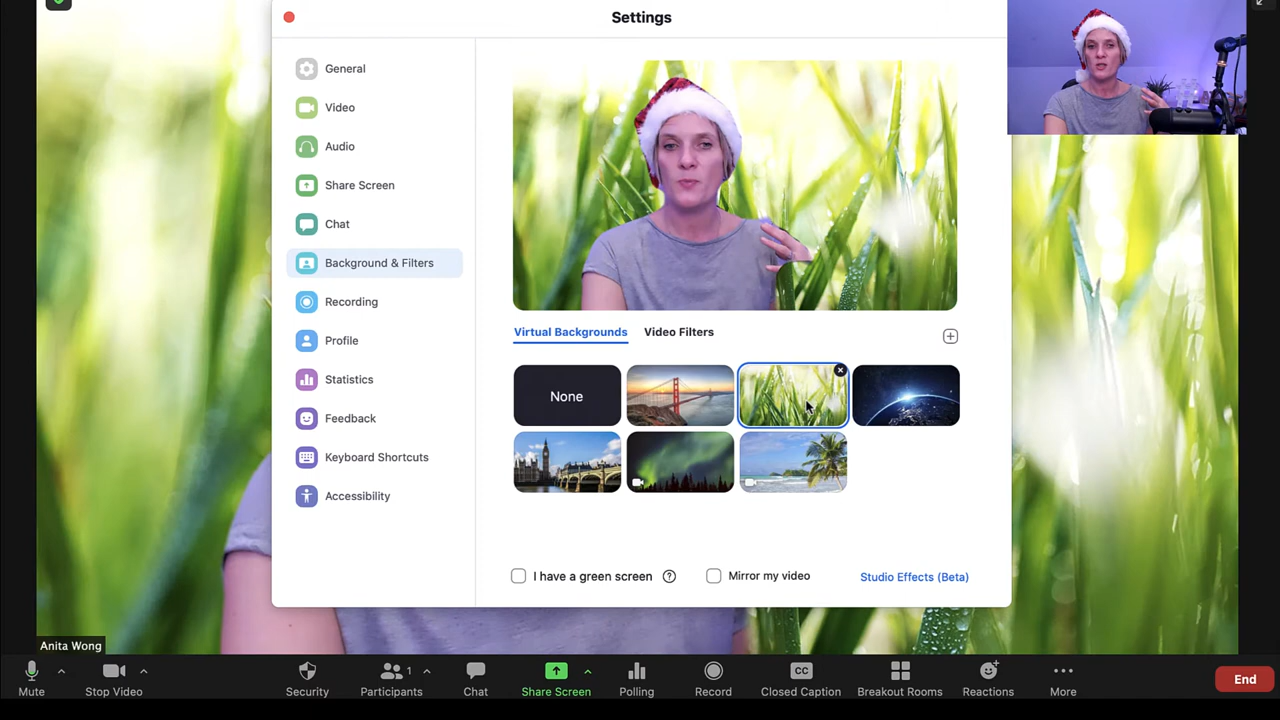 Settings
General
Video
Audio
Share Screen
Chat
Background & Filters
Recording
Profile
Statistics
Feedback
Keyboard Shortcuts
Accessibility
Virtual Backgrounds
Video Filters
None
I have a green screen
?
Mirror my video
Studio Effects (Beta)
Anita Wong
Mute
Stop Video
Security
1
Participants
Chat
Share Screen
Polling
Record
CC
Closed Caption
Breakout Rooms
Reactions
More
End